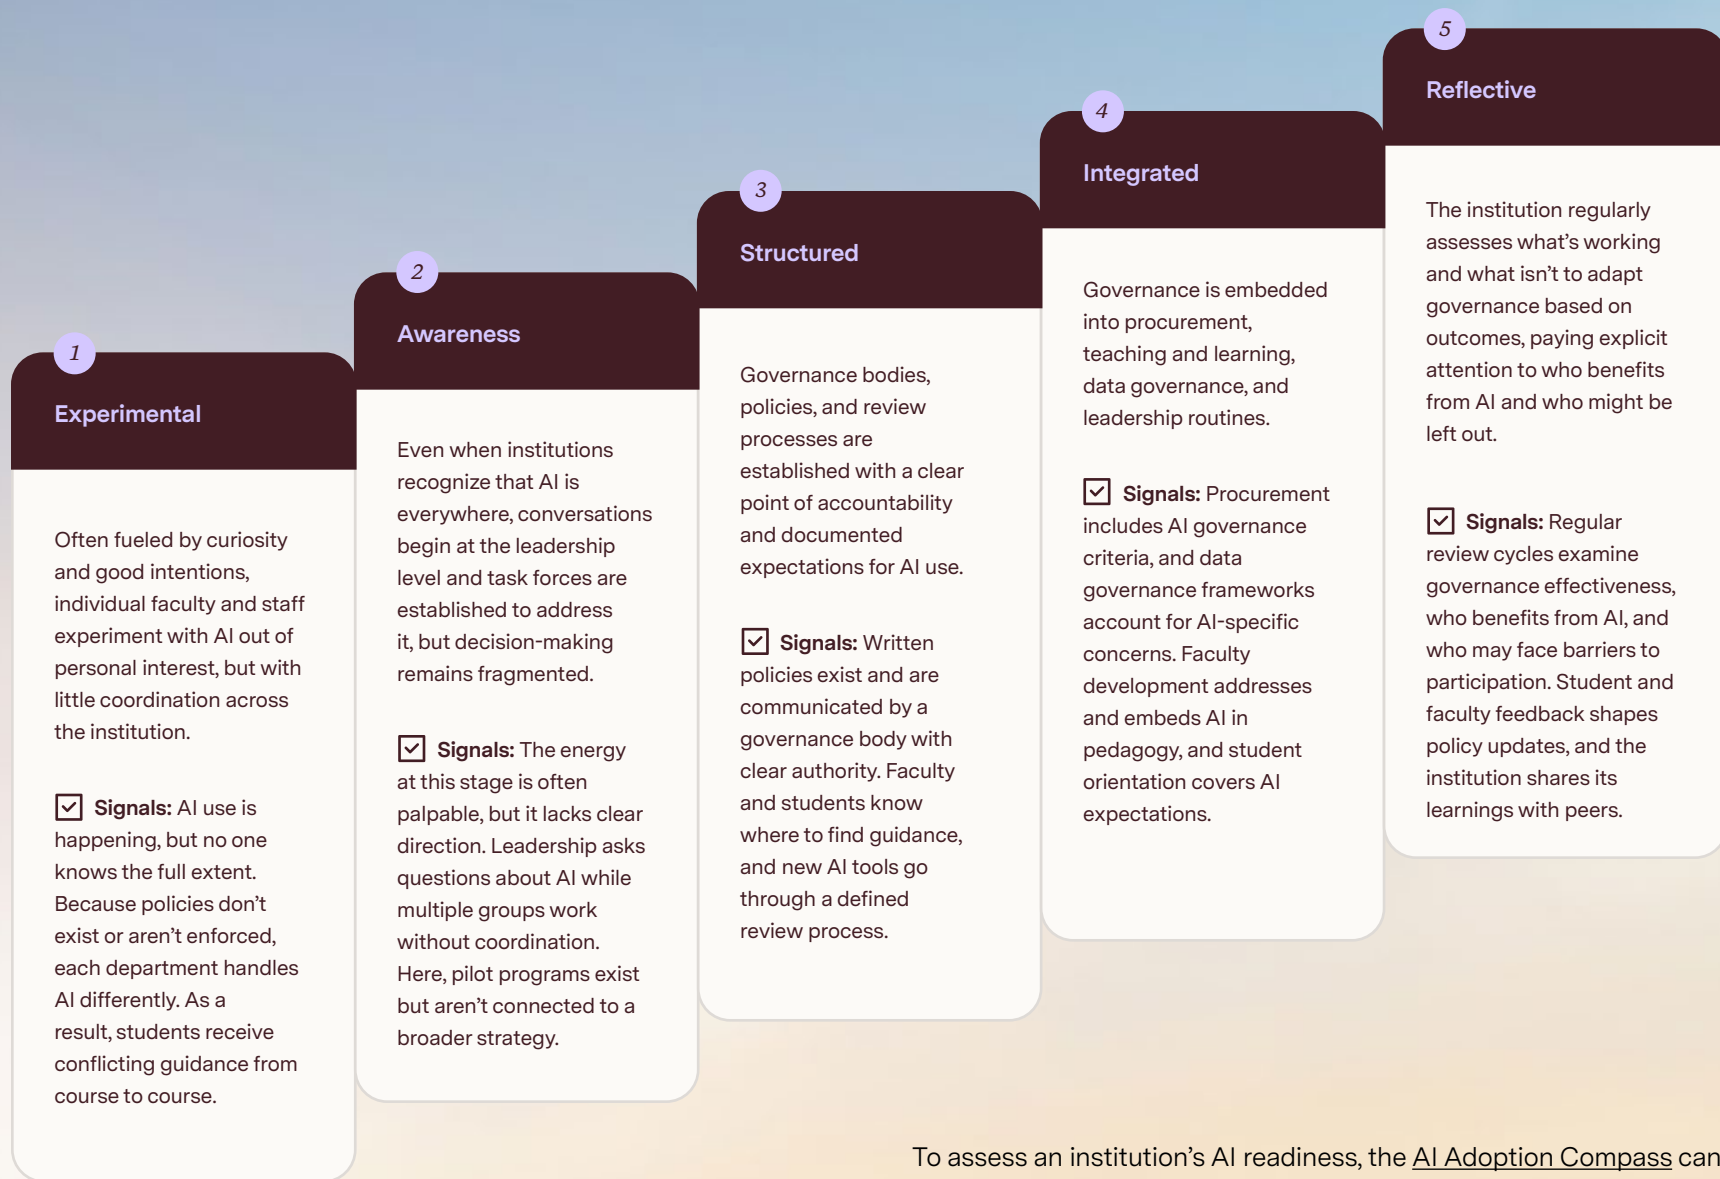 1
Experimental
Often fueled by curiosity
and good intentions,
individual faculty and staff
experiment with AI out of
personal interest, but with
little coordination across
the institution.
Signals: AI use is
happening, but no one
knows the full extent.
Because policies don't
exist or aren't enforced,
each department handles
AI differently. As a
result, students receive
conflicting guidance from
course to course.
2
Awareness
Even when institutions
recognize that AI is
everywhere, conversations
begin at the leadership
level and task forces are
established to address
it, but decision-making
remains fragmented.
Signals: The energy
at this stage is often
palpable, but it lacks clear
direction. Leadership asks
questions about AI while
multiple groups work
without coordination.
Here, pilot programs exist
but aren't connected to a
broader strategy.
3
Structured
Governance bodies,
policies, and review
processes are
established with a clear
point of accountability
and documented
expectations for AI use.
Signals: Written
policies exist and are
communicated by a
governance body with
clear authority. Faculty
and students know
where to find guidance,
and new AI tools go
through a defined
review process.
4
Integrated
Governance is embedded
into procurement,
teaching and learning,
data governance, and
leadership routines.
Signals: Procurement
includes AI governance
criteria, and data
governance frameworks
account for AI-specific
concerns. Faculty
development addresses
and embeds AI in
pedagogy, and student
orientation covers AI
expectations.
5
Reflective
The institution regularly
assesses what's working
and what isn't to adapt
governance based on
outcomes, paying explicit
attention to who benefits
from AI and who might be
left out.
Signals: Regular
review cycles examine
governance effectiveness,
who benefits from AI, and
who may face barriers to
participation. Student and
faculty feedback shapes
policy updates, and the
institution shares its
learnings with peers.
To assess an institution's AI readiness, the AI Adoption Compass can